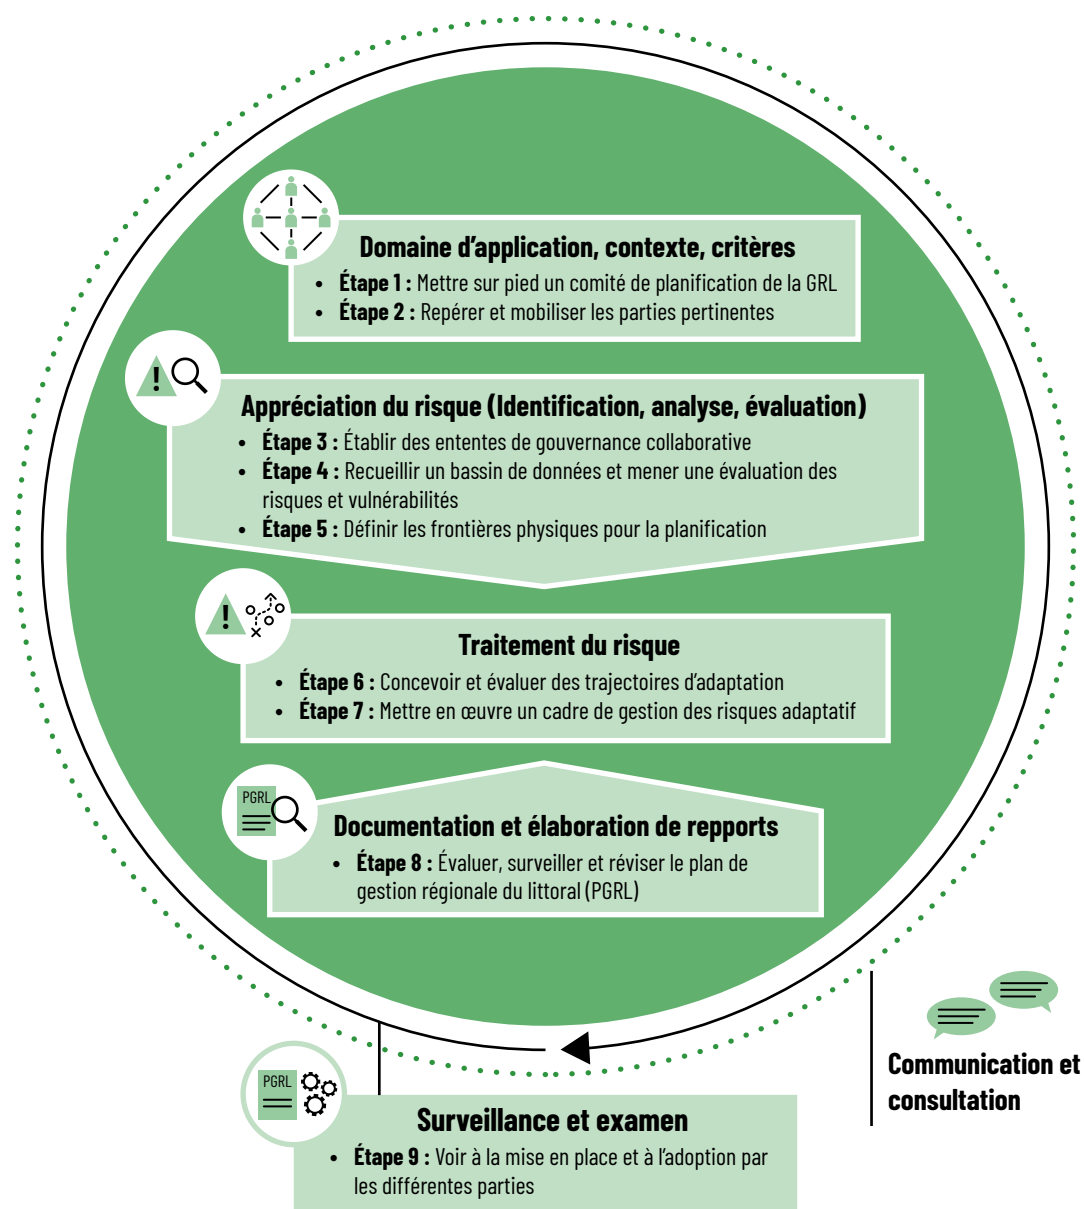 Domaine d'application, contexte, critères
• Étape 1 : Mettre sur pied un comité de planification de la GRL
• Étape 2 : Repérer et mobiliser les parties pertinentes
Appréciation du risque (Identification, analyse, évaluation)
• Étape 3 : Établir des ententes de gouvernance collaborative
• Étape 4 : Recueillir un bassin de données et mener une évaluation des
risques et vulnérabilités
• Étape 5 : Définir les frontières physiques pour la planification
Traitement du risque
• Étape 6 : Concevoir et évaluer des trajectoires d'adaptation
• Étape 7 : Mettre en œuvre un cadre de gestion des risques adaptatif
PGRL
Documentation et élaboration de repports
• Étape 8 : Évaluer, surveiller et réviser le plan de
gestion régionale du littoral (PGRL)
Communication et
consultation
PGRL
Surveillance et examen
• Étape 9 : Voir à la mise en place et à l'adoption par
les différentes parties